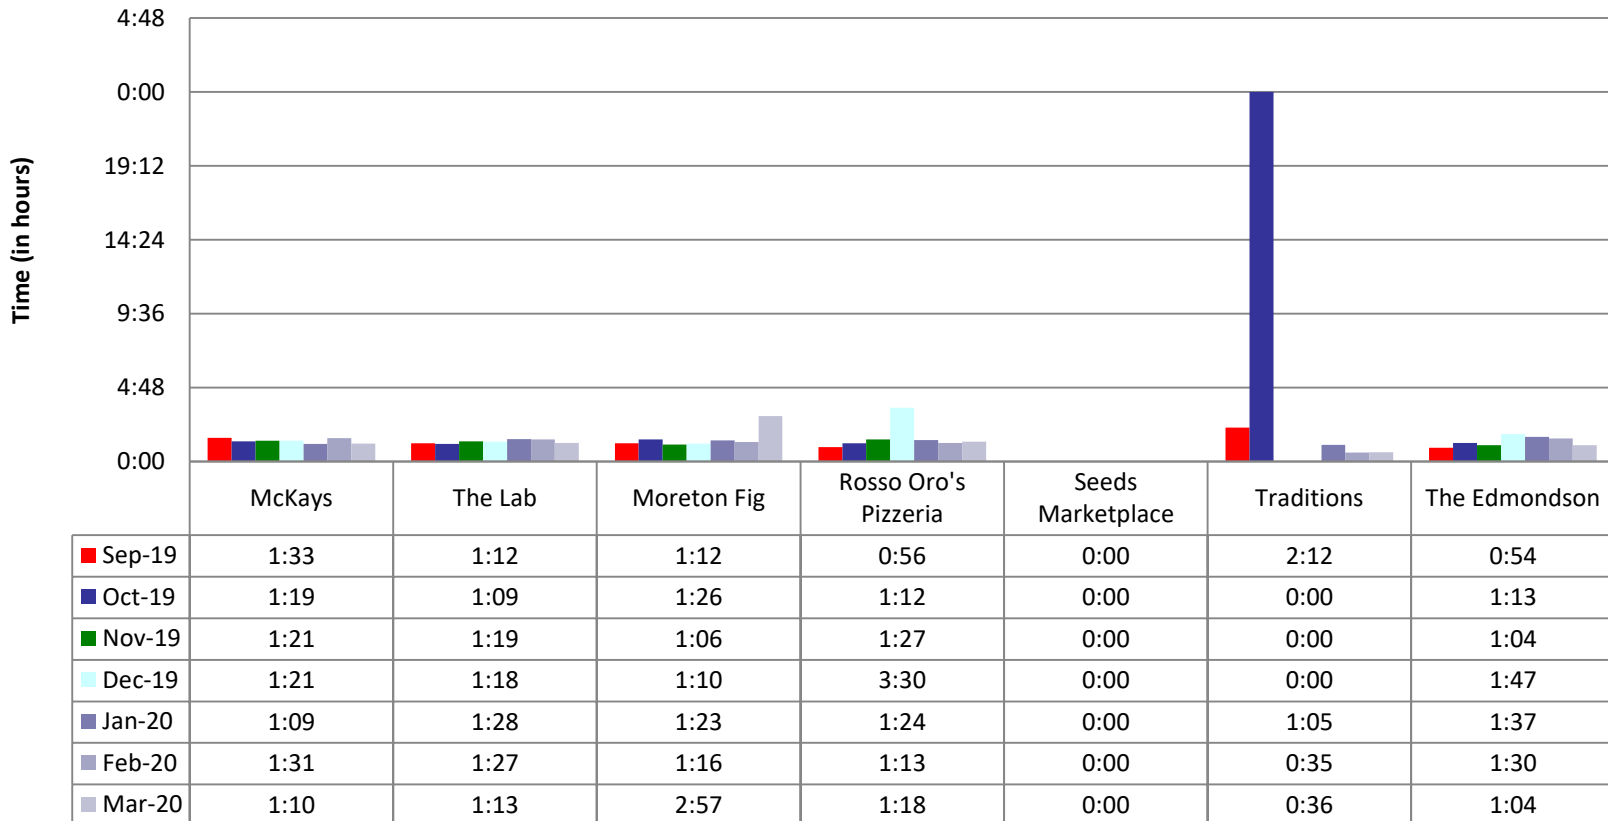 Time (in hours)
4:48
0:00
19:12
14:24
9:36
4:48
0:00
McKays The Lab Moreton Fig Rosso Oro's Pizzeria Seeds Marketplace Traditions The Edmondson
Sep-19 1:33 1:12 1:12 0:56 0:00 2:12 0:54
Oct-19 1:19 1:09 1:26 1:12 0:00 0:00 1:13
Nov-19 1:21 1:19 1:06 1:27 0:00 0:00 1:04
Dec-19 1:21 1:18 1:10 3:30 0:00 0:00 1:47
Jan-20 1:09 1:28 1:23 1:24 0:00 1:05 1:37
Feb-20 1:31 1:27 1:16 1:13 0:00 0:35 1:30
Mar-20 1:10 1:13 2:57 1:18 0:00 0:36 1:04